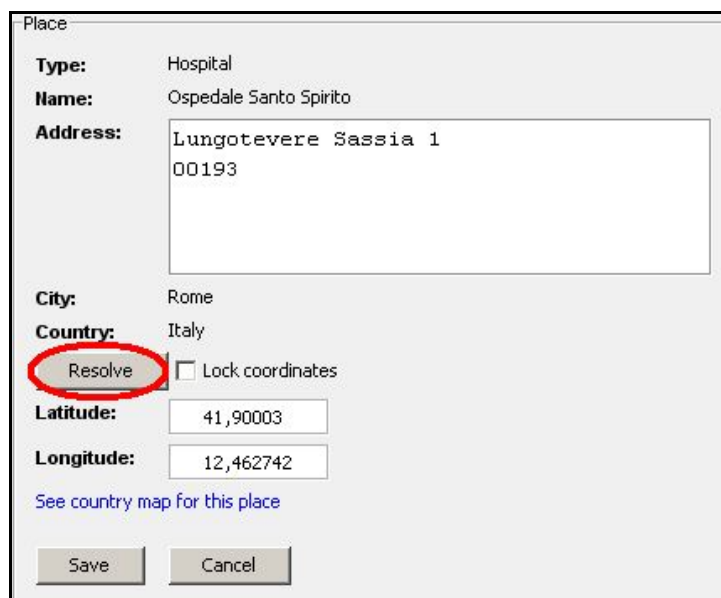 Place
Type: Hospital
Name: Ospedale Santo Spirito
Address: Lungotevere Sassia 1
00193
City: Rome
Country: Italy
Resolve Lock coordinates
Latitude: 41,90003
Longitude: 12,462742
See country map for this place
Save Cancel